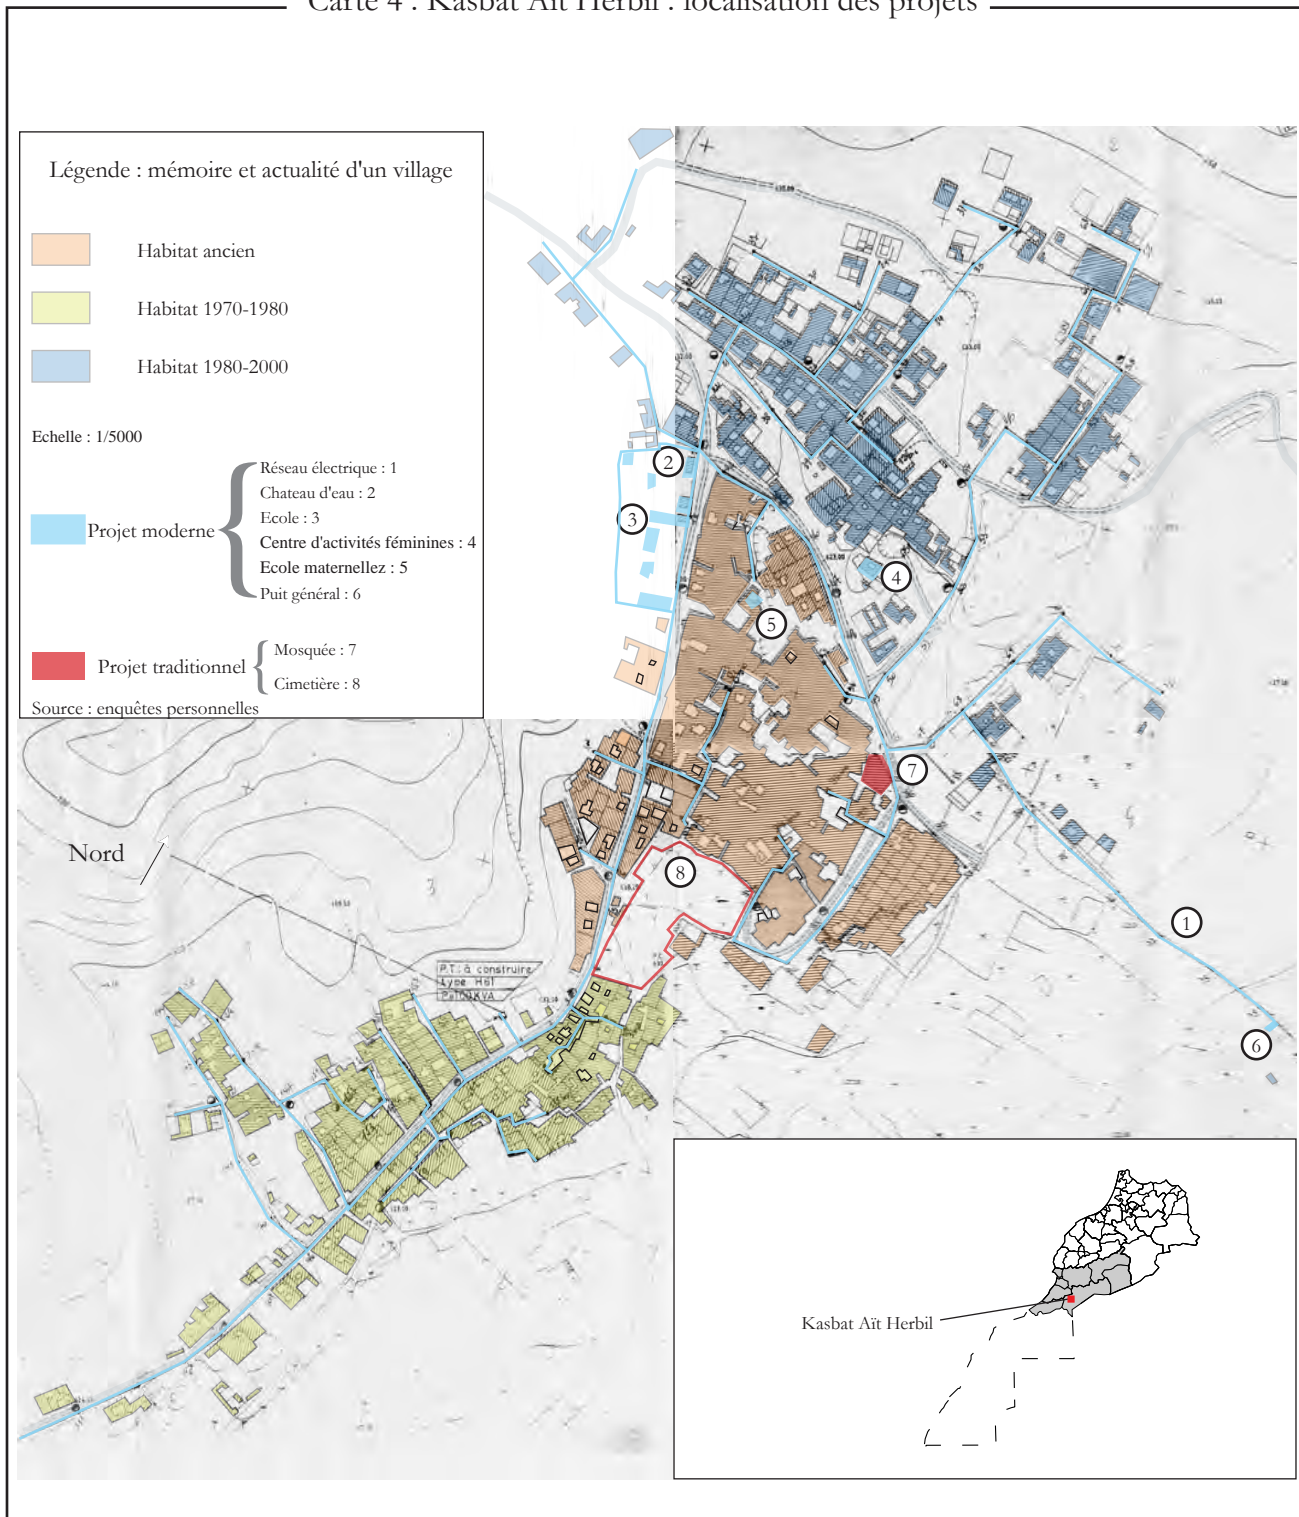 Carte 4 : Kasbat Aït Herbil : localisation des projets
Légende : mémoire et actualité d'un village
Habitat ancien
Habitat 1970-1980
Habitat 1980-2000
Echelle : 1/5000
Projet moderne
Réseau électrique : 1
Chateau d'eau : 2
Ecole : 3
Centre d'activités féminines : 4
Ecole maternellez : 5
Puit général : 6
Projet traditionnel
Mosquée : 7
Cimetière : 8
Source : enquêtes personnelles
2
3
4
5
7
8
1
6
Nord
P.T. à construire
type H61
Kasbat Aït Herbil